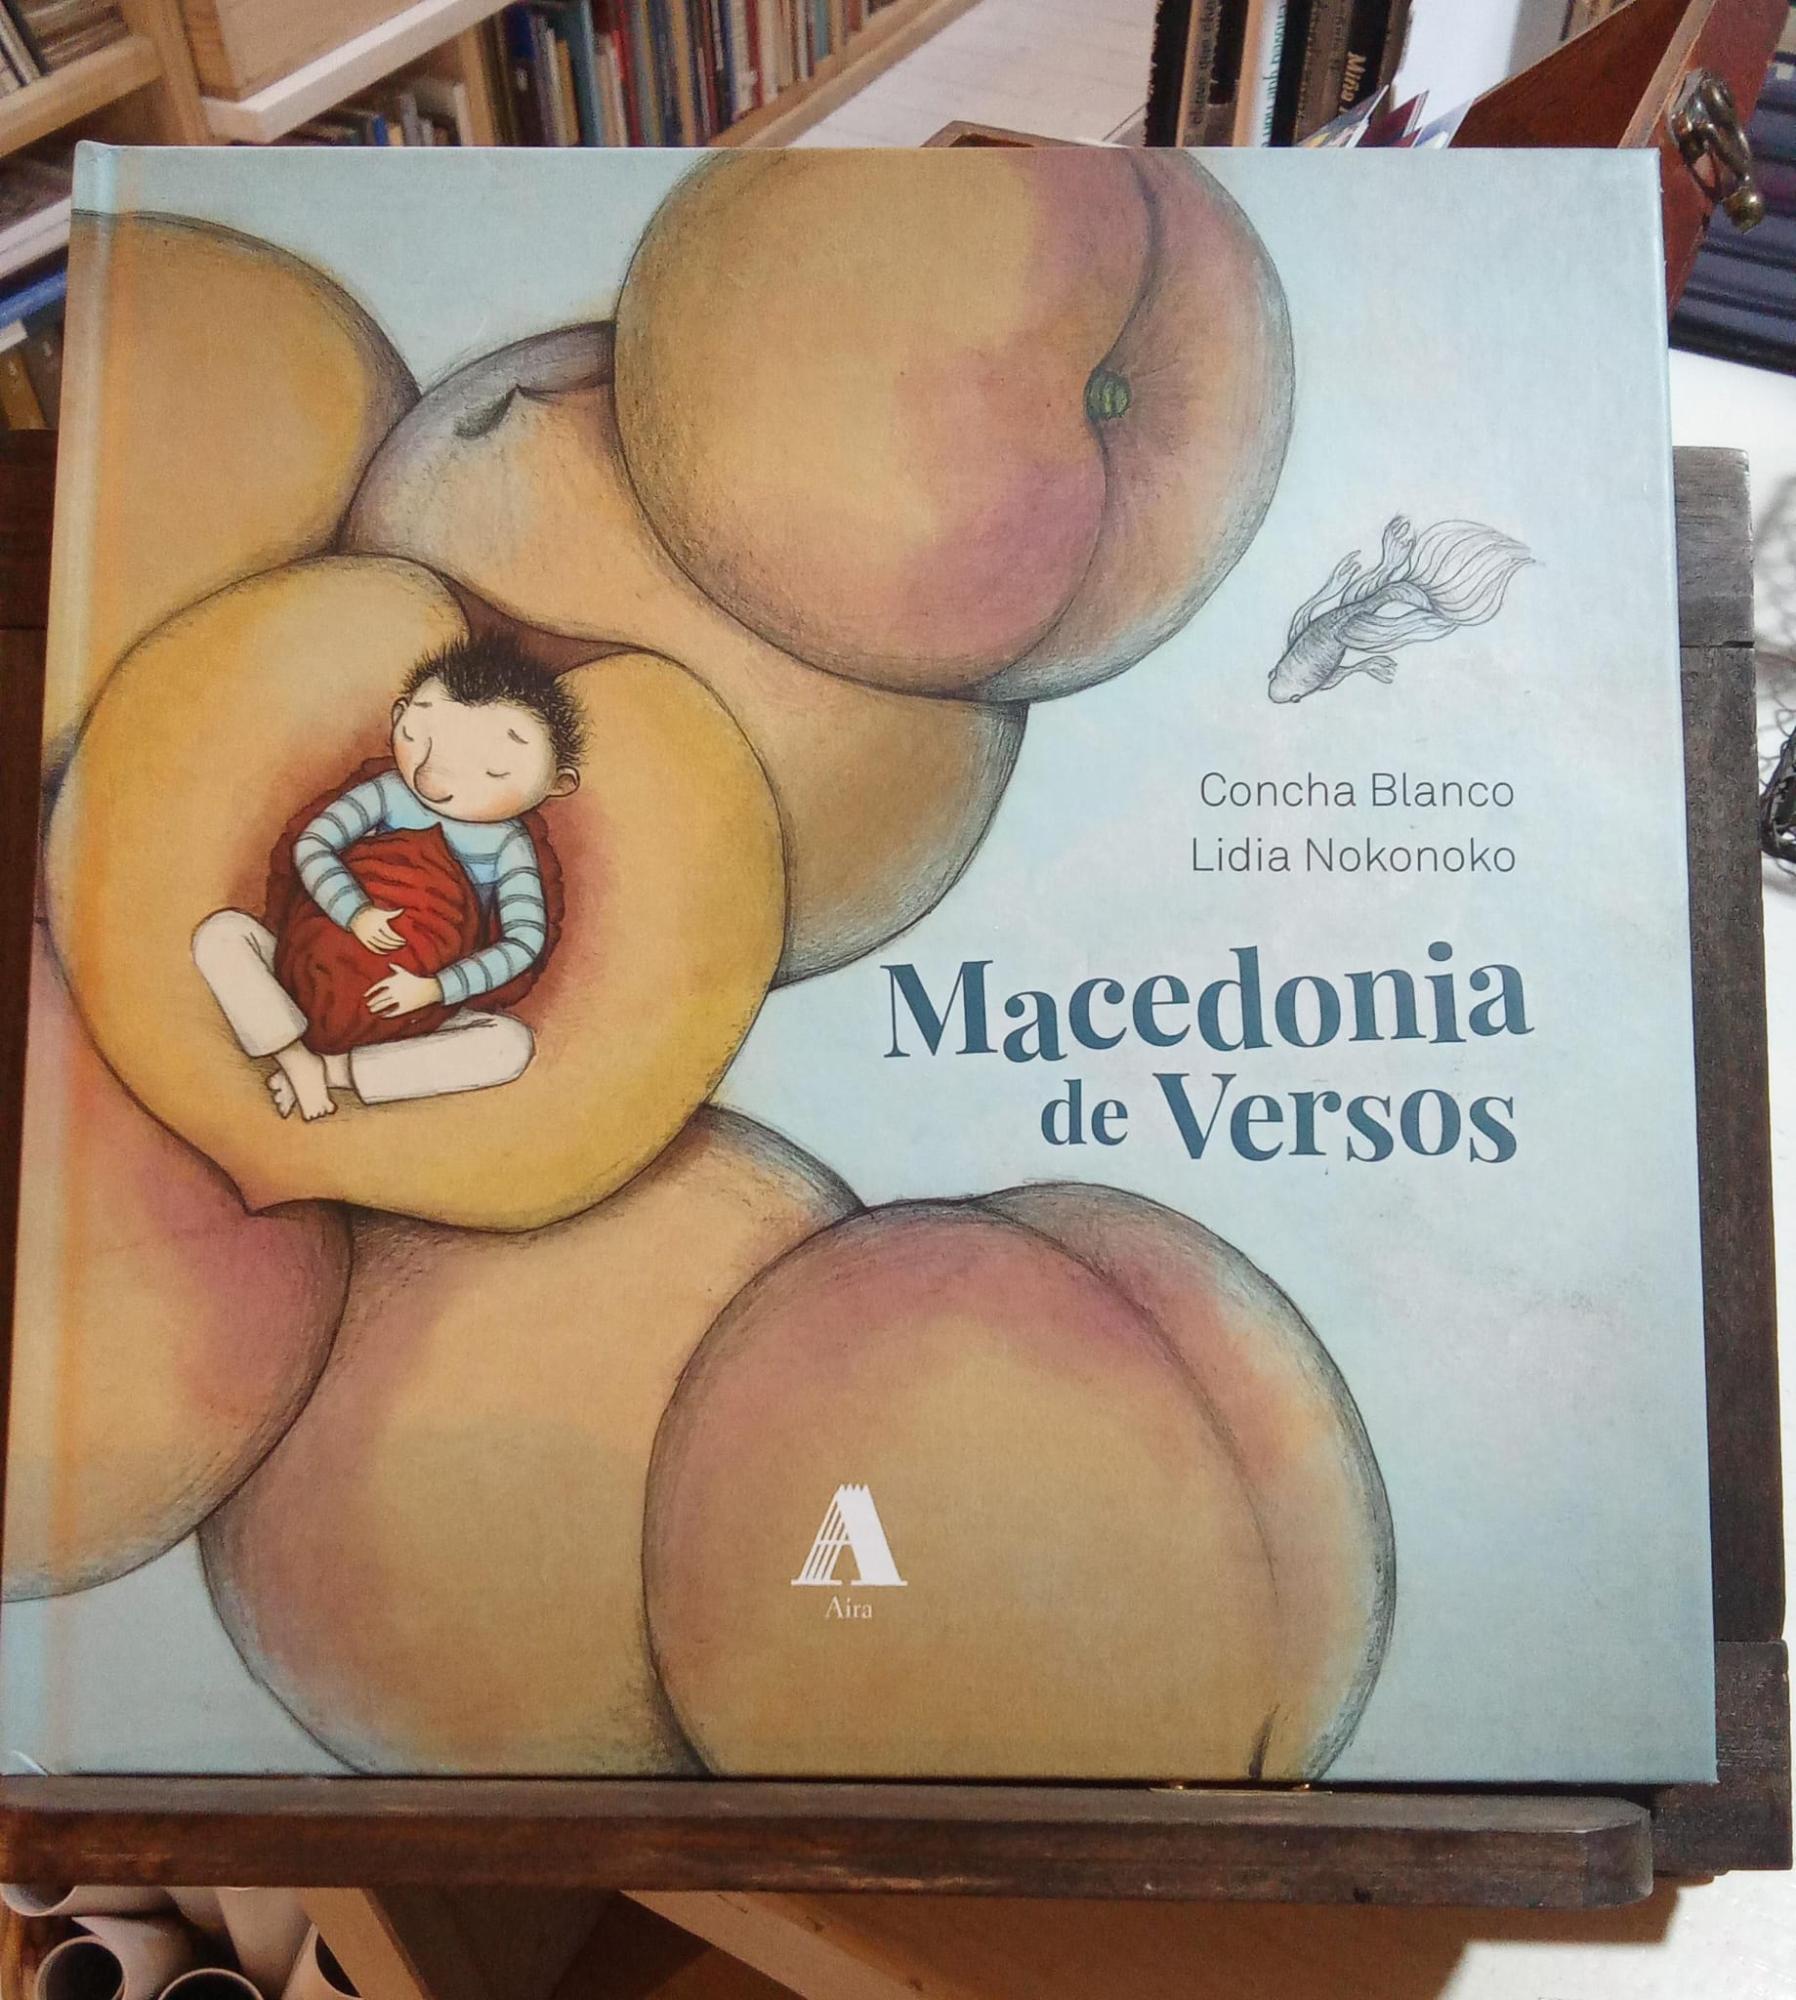 Concha Blanco
Lidia Nokonoko
Macedonia
de Versos
A
Aira